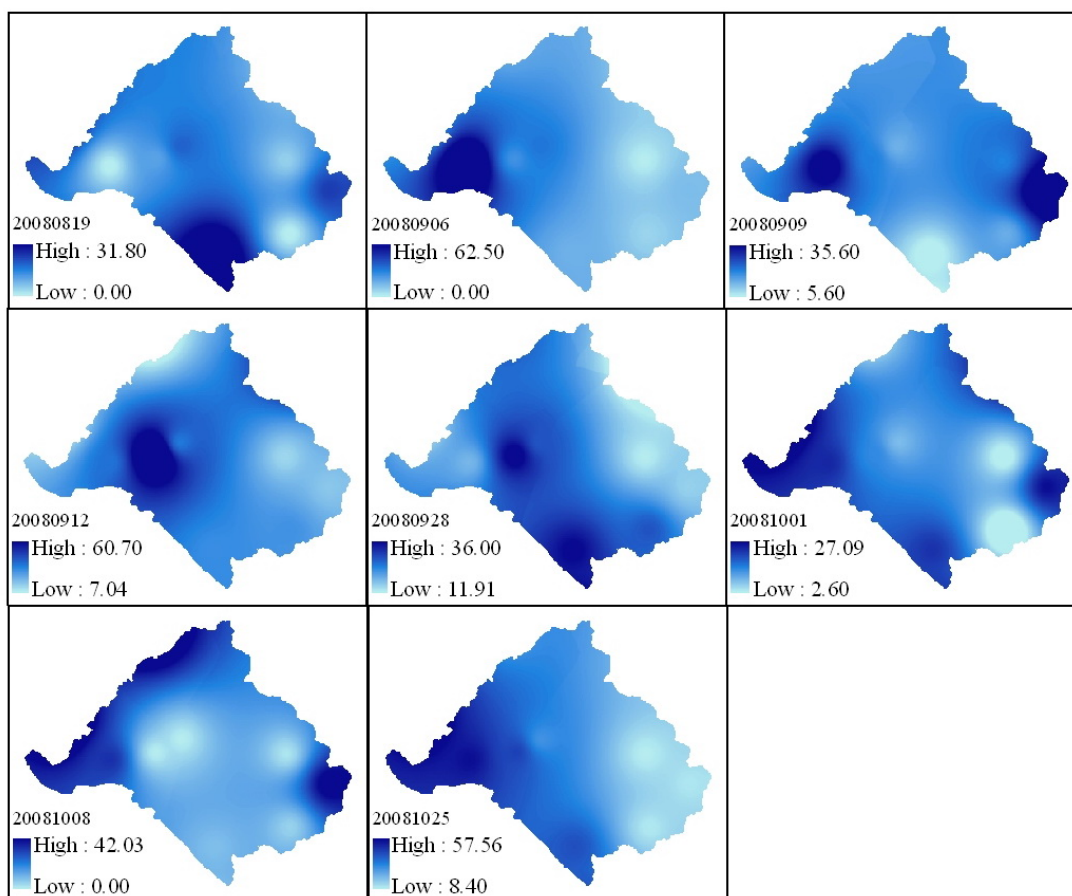 20080819
High : 31.80
Low : 0.00
20080906
High : 62.50
Low : 0.00
20080909
High : 35.60
Low : 5.60
20080912
High : 60.70
Low : 7.04
20080928
High : 36.00
Low : 11.91
20081001
High : 27.09
Low : 2.60
20081008
High : 42.03
Low : 0.00
20081025
High : 57.56
Low : 8.40